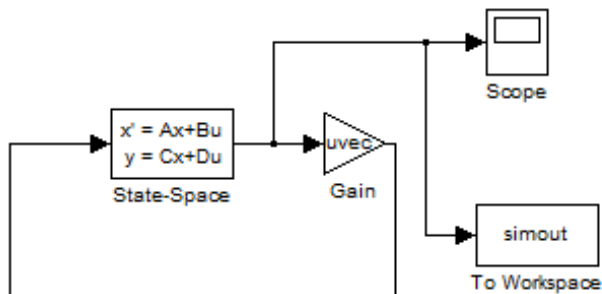 Scope
x' = Ax+Bu
y = Cx+Du
State-Space
uvec
Gain
simout
To Workspace